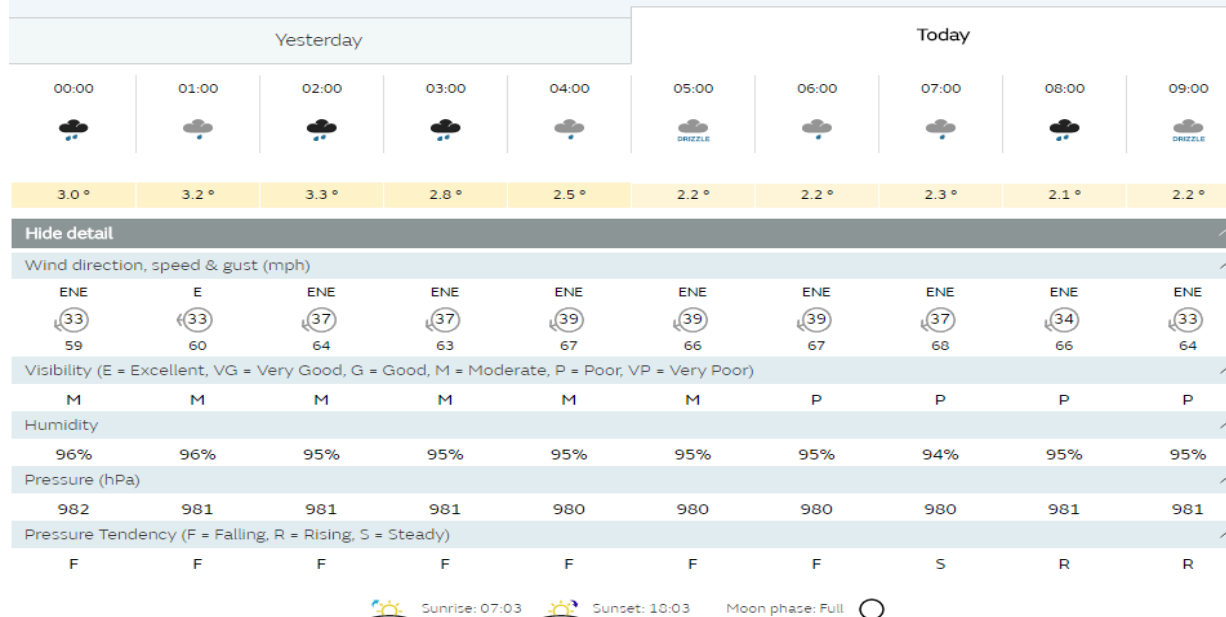 Yesterday Today
00:00 01:00 02:00 03:00 04:00 05:00 06:00 07:00 08:00 09:00
DRIZZLE DRIZZLE
3.0 ° 3.2 ° 3.3 ° 2.8 ° 2.5 ° 2.2 ° 2.2 ° 2.3 ° 2.1 ° 2.2 °
Hide detail
Wind direction, speed & gust (mph)
ENE E ENE ENE ENE ENE ENE ENE ENE ENE
33 33 37 37 39 39 39 37 34 33
59 60 64 63 67 66 67 68 66 64
Visibility (E = Excellent, VG = Very Good, G = Good, M = Moderate, P = Poor, VP = Very Poor)
M M M M M M P P P P
Humidity
96% 96% 95% 95% 95% 95% 95% 94% 95% 95%
Pressure (hPa)
982 981 981 981 980 980 980 980 981 981
Pressure Tendency (F = Falling, R = Rising, S = Steady)
F F F F F F F S R R
Sunrise: 07:03 Sunset: 18:03 Moon phase: Full